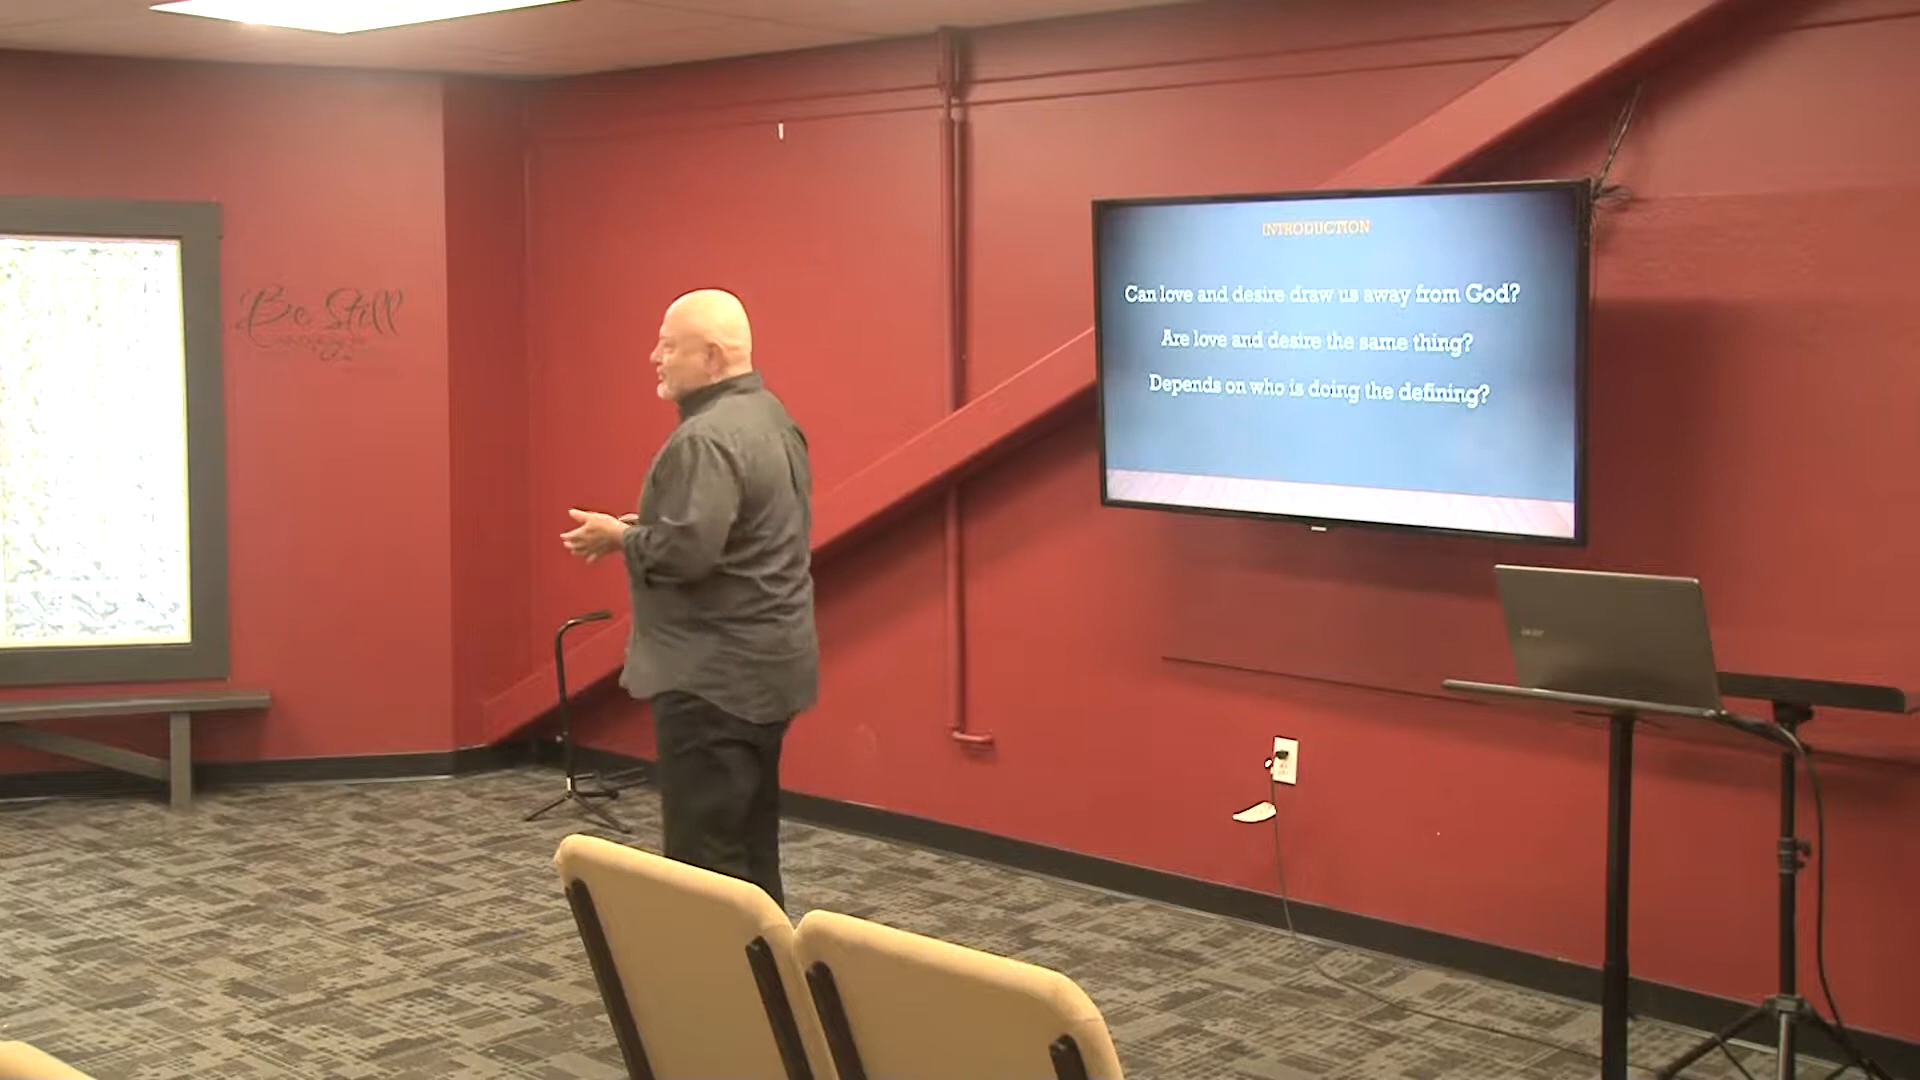 Be Still
INTRODUCTION
Can love and desire draw us away from God?
Are love and desire the same thing?
Depends on who is doing the defining?
acer